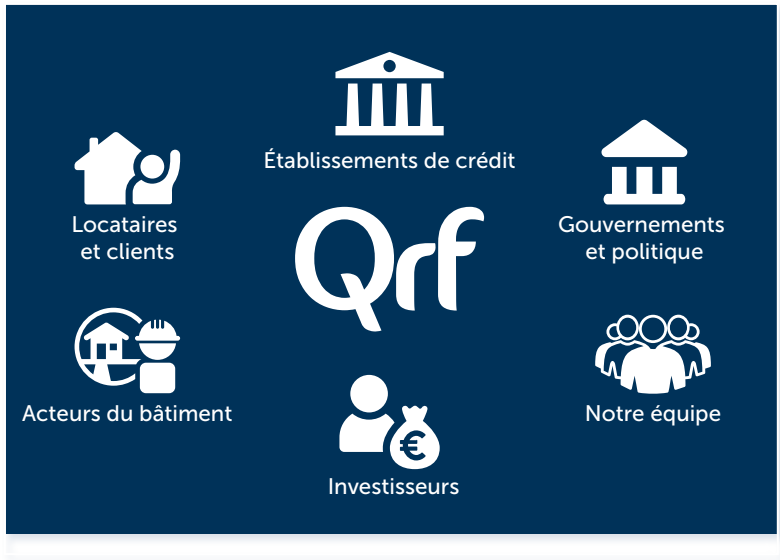 Établissements de crédit
Locataires
et clients
Gouvernements
et politique
Qrf
Acteurs du bâtiment
Notre équipe
€
Investisseurs